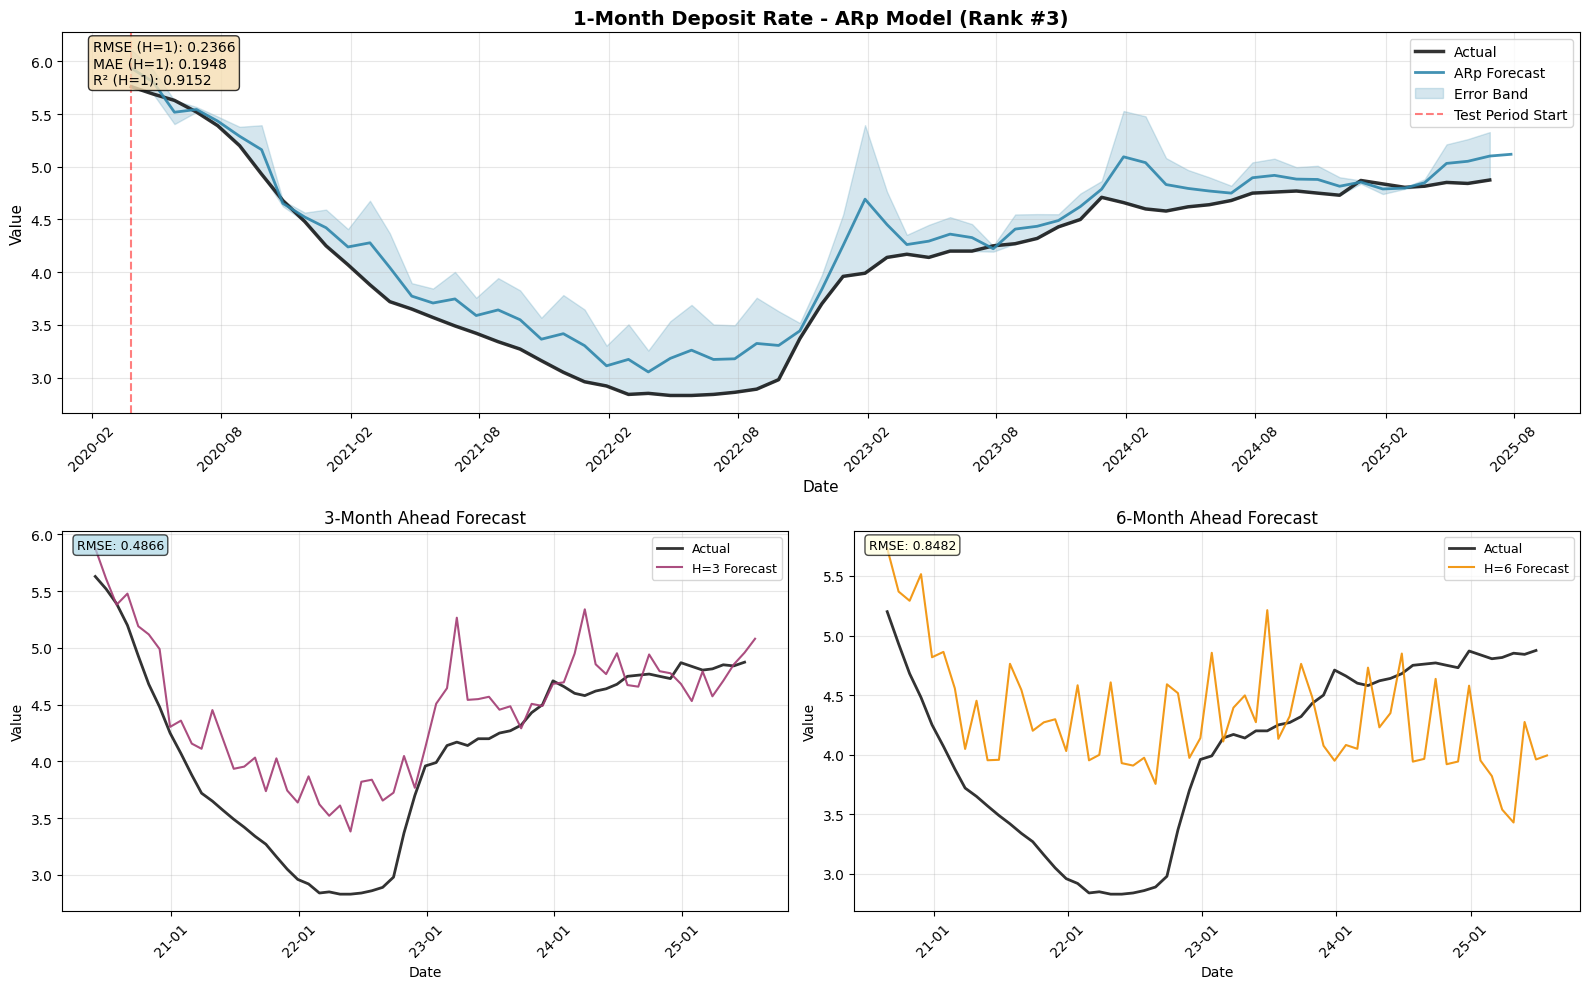 1-Month Deposit Rate - ARp Model (Rank #3)
RMSE (H=1): 0.2366
MAE (H=1): 0.1948
R² (H=1): 0.9152
Actual
ARp Forecast
Error Band
Test Period Start
Value
6.0
5.5
5.0
4.5
4.0
3.5
3.0
2020-02
2020-08
2021-02
2021-08
2022-02
2022-08
2023-02
2023-08
2024-02
2024-08
2025-02
2025-08
Date
3-Month Ahead Forecast
RMSE: 0.4866
Actual
H=3 Forecast
Value
6.0
5.5
5.0
4.5
4.0
3.5
3.0
21-01
22-01
23-01
24-01
25-01
Date
6-Month Ahead Forecast
RMSE: 0.8482
Actual
H=6 Forecast
Value
5.5
5.0
4.5
4.0
3.5
3.0
21-01
22-01
23-01
24-01
25-01
Date